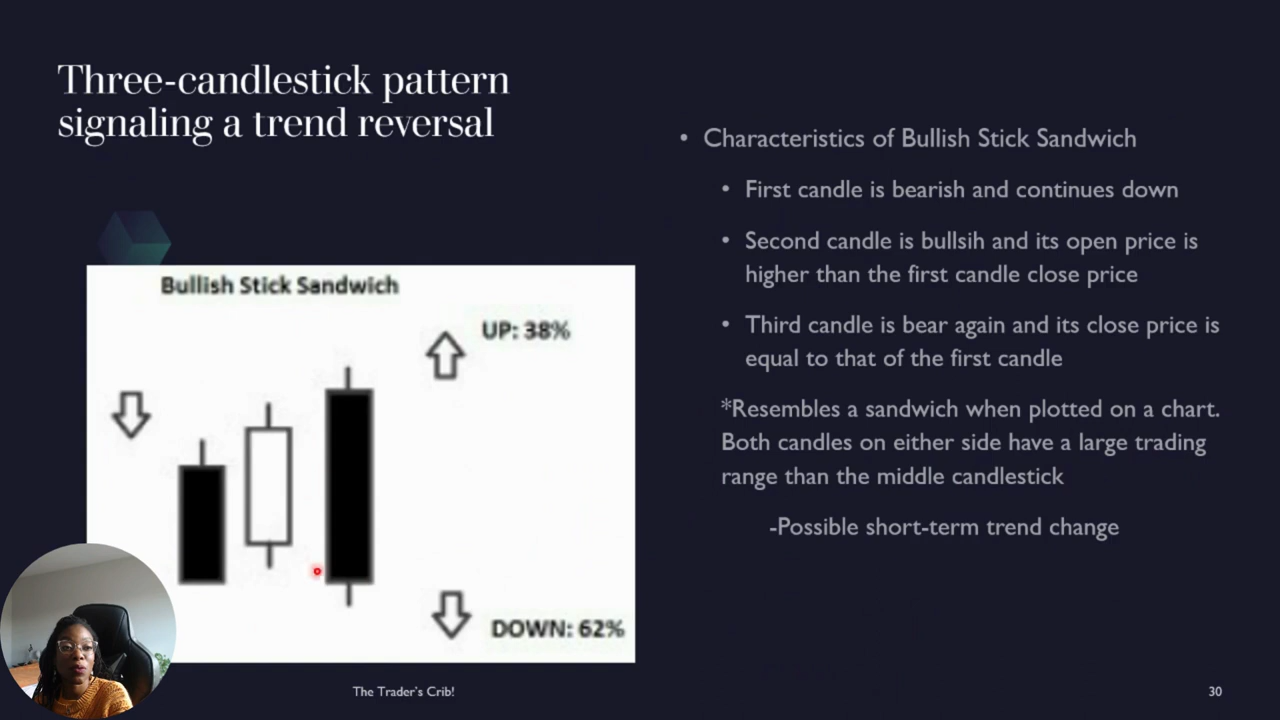 Three-candlestick pattern
signaling a trend reversal
Bullish Stick Sandwich
UP: 38%
DOWN: 62%
• Characteristics of Bullish Stick Sandwich
• First candle is bearish and continues down
• Second candle is bullsih and its open price is
higher than the first candle close price
• Third candle is bear again and its close price is
equal to that of the first candle
*Resembles a sandwich when plotted on a chart.
Both candles on either side have a large trading
range than the middle candlestick
-Possible short-term trend change
The Trader's Crib!
30